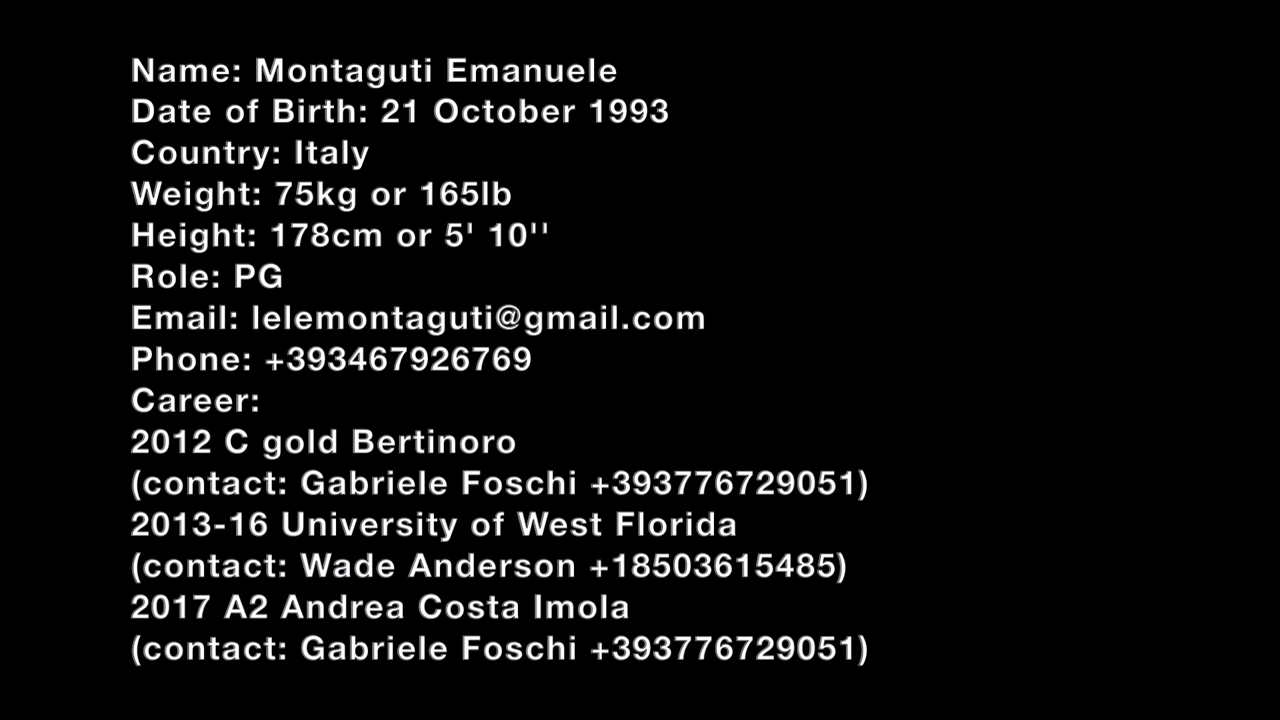 Name: Montaguti Emanuele
Date of Birth: 21 October 1993
Country: Italy
Weight: 75kg or 165lb
Height: 178cm or 5' 10''
Role: PG
Email: lelemontaguti@gmail.com
Phone: +393467926769
Career:
2012 C gold Bertinoro
(contact: Gabriele Foschi +393776729051)
2013-16 University of West Florida
(contact: Wade Anderson +18503615485)
2017 A2 Andrea Costa Imola
(contact: Gabriele Foschi +393776729051)